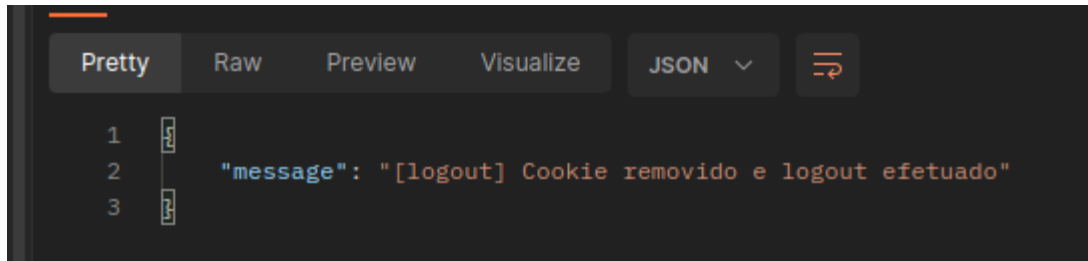 Pretty Raw Preview Visualize JSON
1 {
2 "message": "[logout] Cookie removido e logout efetuado"
3 }